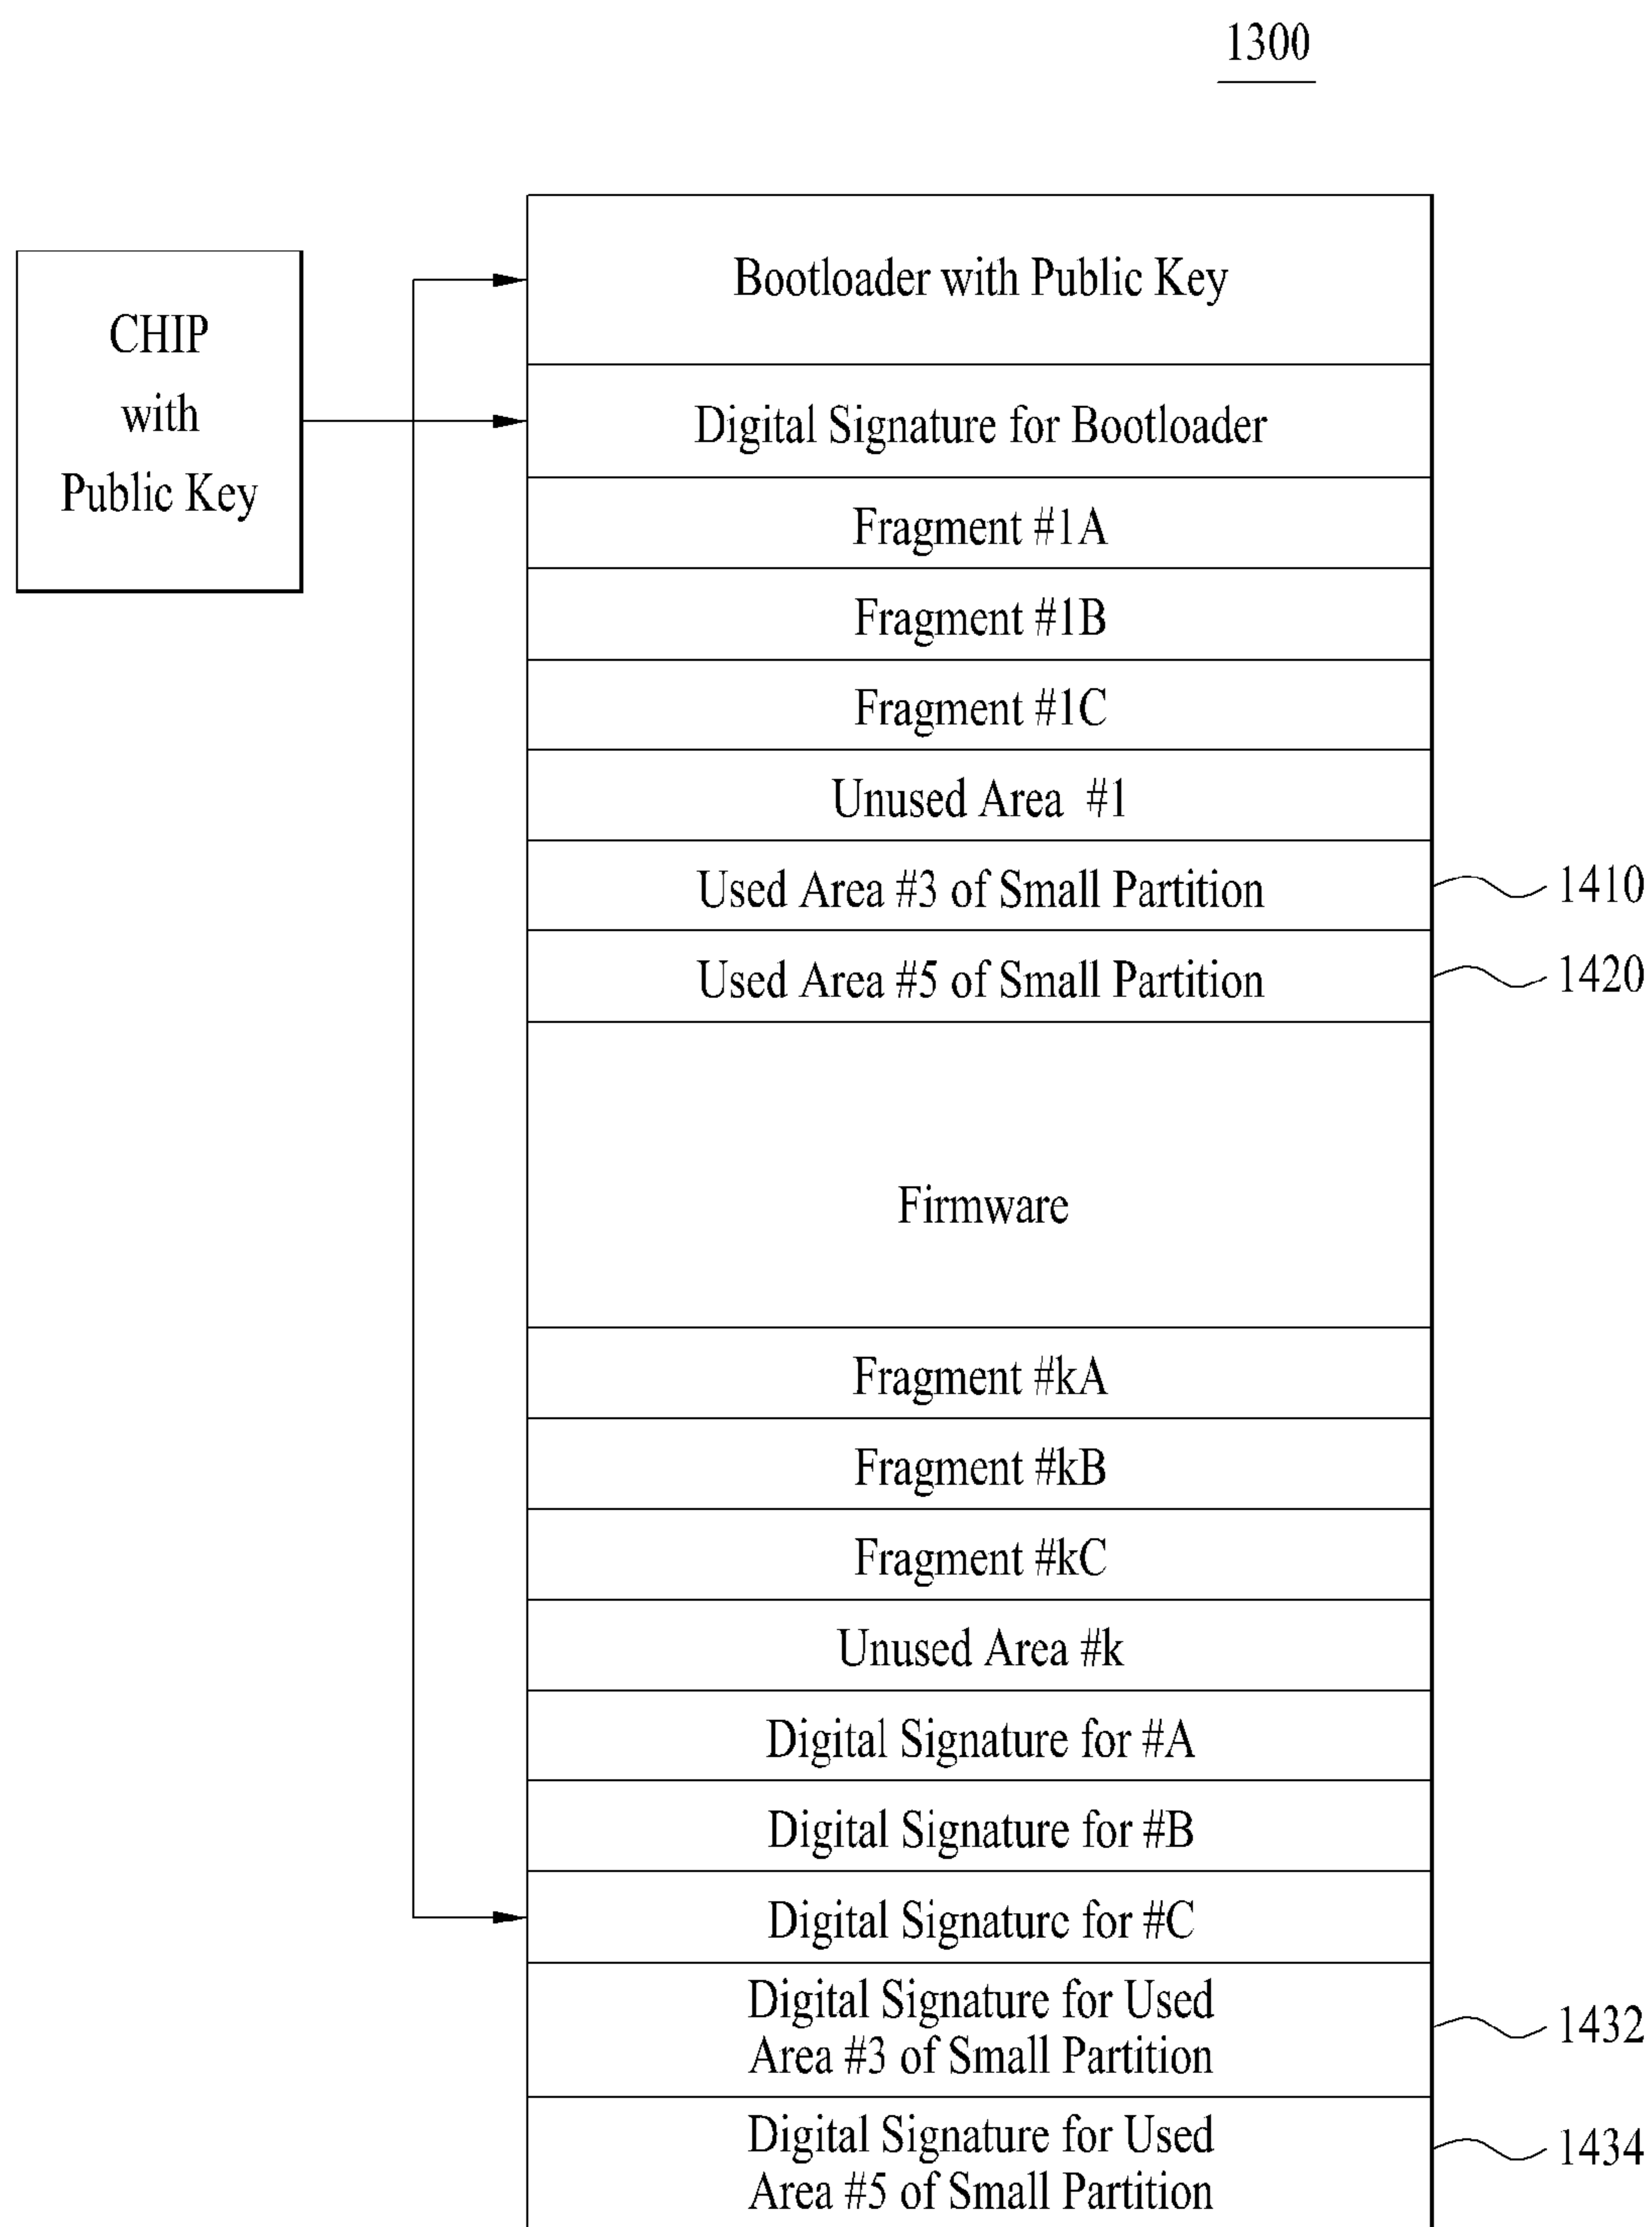 1300
CHIP
with
Public Key
Bootloader with Public Key
Digital Signature for Bootloader
Fragment #1A
Fragment #1B
Fragment #1C
Unused Area #1
Used Area #3 of Small Partition
1410
Used Area #5 of Small Partition
1420
Firmware
Fragment #kA
Fragment #kB
Fragment #kC
Unused Area #k
Digital Signature for #A
Digital Signature for #B
Digital Signature for #C
Digital Signature for Used
Area #3 of Small Partition
1432
Digital Signature for Used
Area #5 of Small Partition
1434